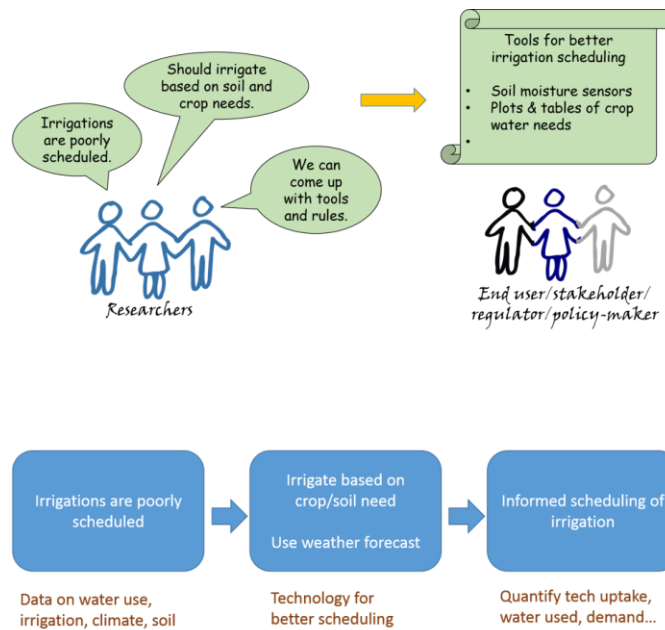 Should irrigate
based on soil and
crop needs.
Irrigations
are poorly
scheduled.
We can
come up
with tools
and rules.
Researchers
Tools for better
irrigation scheduling
• Soil moisture sensors
• Plots & tables of crop
water needs
•
End user/stakeholder/
regulator/policy-maker
Irrigations are poorly
scheduled
Irrigate based on
crop/soil need
Use weather forecast
Informed scheduling of
irrigation
Data on water use,
irrigation, climate, soil
Technology for
better scheduling
Quantify tech uptake,
water used, demand...